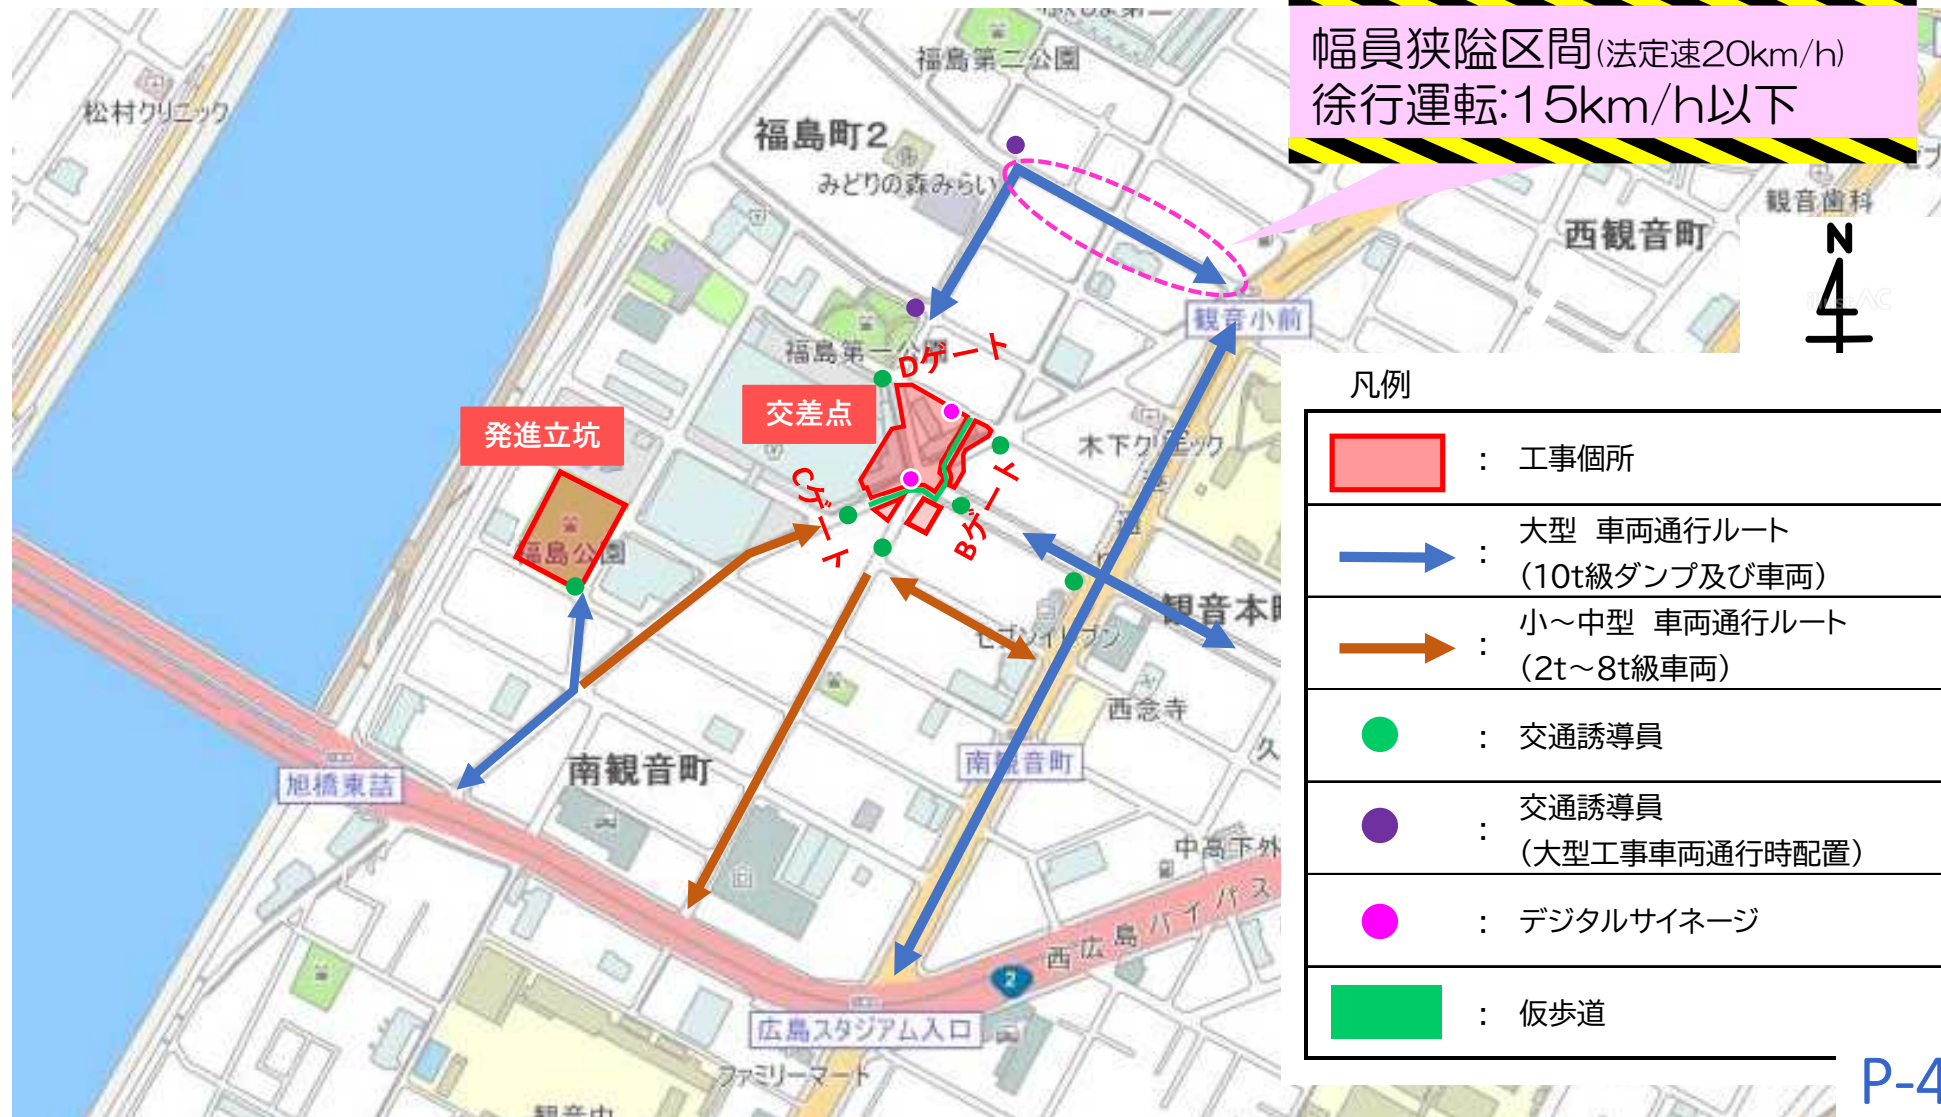 幅員狭隘区間(法定速20km/h)
徐行運転:15km/h以下
福島第二公園
松村クリニック
福島町2
みどりの森みらい
観音歯科
西観音町
N
観音小前
福島第一公園
Dゲート
凡例
交差点
発進立坑
木下クリニック
工事個所
Cゲート
Bゲート
大型 車両通行ルート
(10t級ダンプ及び車両)
福島公園
観音本町
セブンイレブン
小～中型 車両通行ルート
(2t～8t級車両)
西念寺
交通誘導員
南観音町
南観音町
旭橋東詰
交通誘導員
(大型工事車両通行時配置)
中高下外
西広島バイパス
デジタルサイネージ
2
広島スタジアム入口
仮歩道
ファミリーマート
観音中
P-4